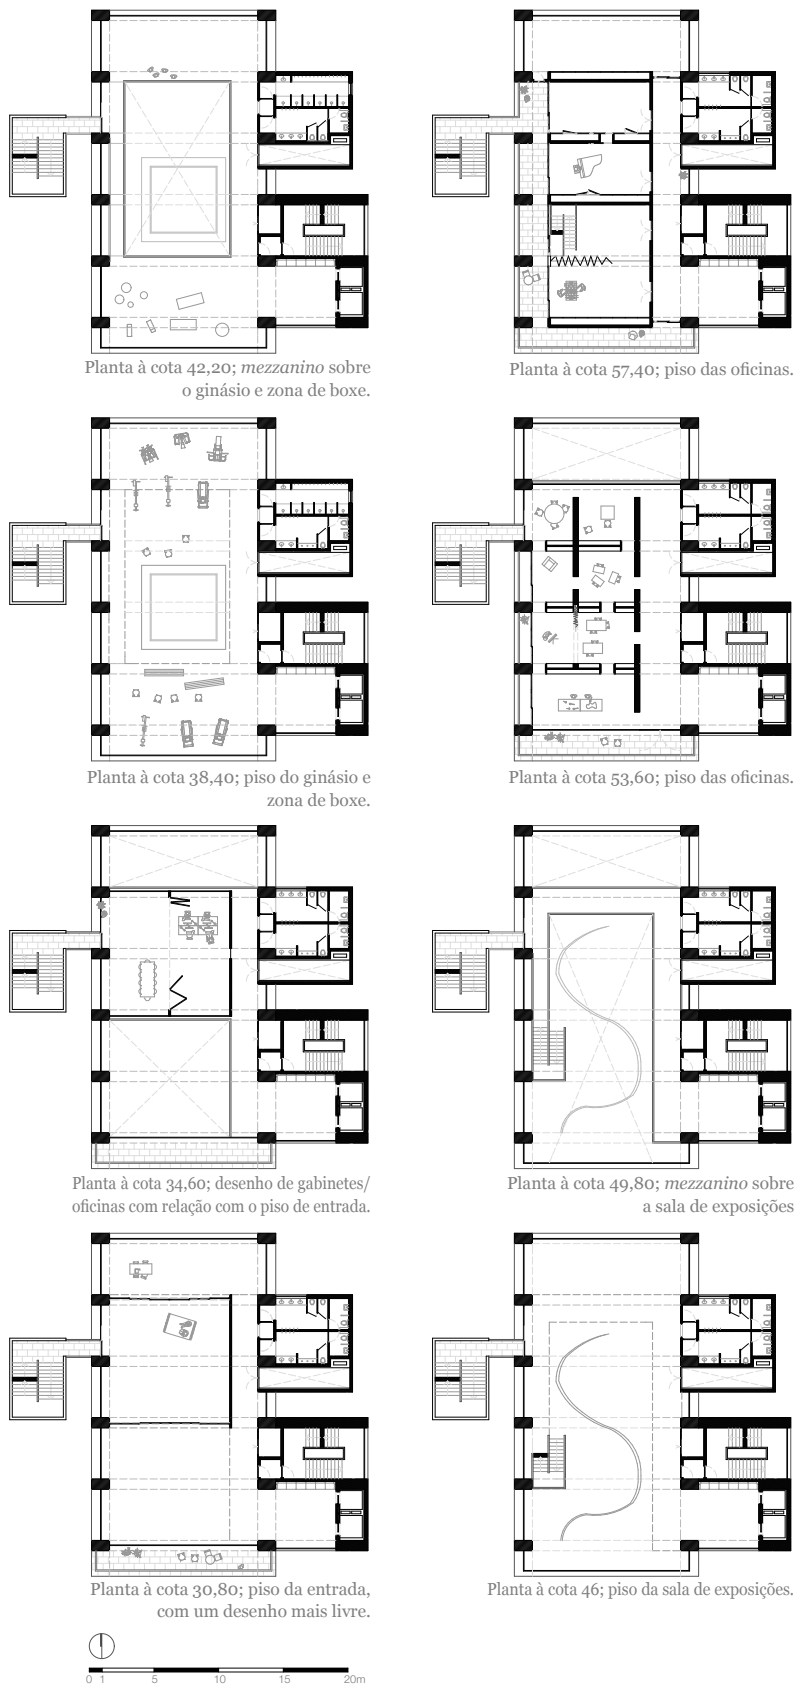 Planta à cota 42,20; mezzanino sobre
o ginásio e zona de boxe.
Planta à cota 57,40; piso das oficinas.
Planta à cota 38,40; piso do ginásio e
zona de boxe.
Planta à cota 53,60; piso das oficinas.
Planta à cota 34,60; desenho de gabinetes/
oficinas com relação com o piso de entrada.
Planta à cota 49,80; mezzanino sobre
a sala de exposições
Planta à cota 30,80; piso da entrada,
com um desenho mais livre.
Planta à cota 46; piso da sala de exposições.
0 1 5 10 15 20m